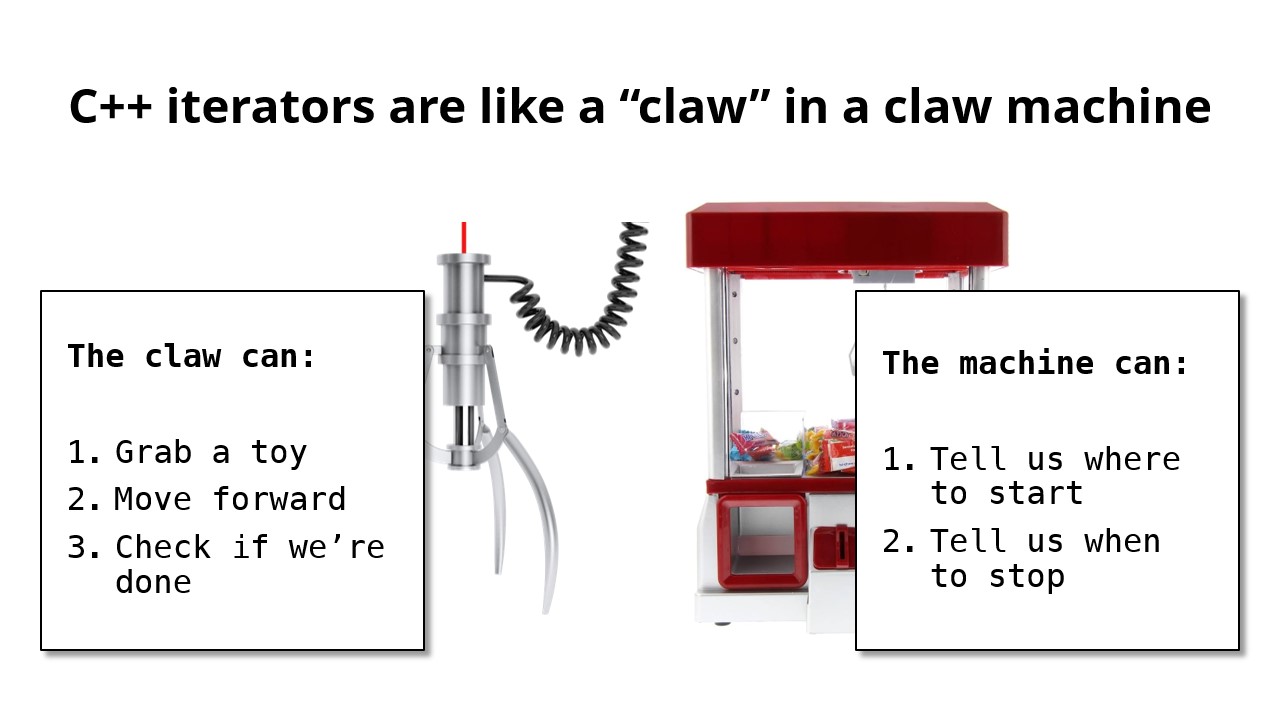 C++ iterators are like a “claw” in a claw machine
The claw can:
1. Grab a toy
2. Move forward
3. Check if we’re
done
The machine can:
1. Tell us where
to start
2. Tell us when
to stop